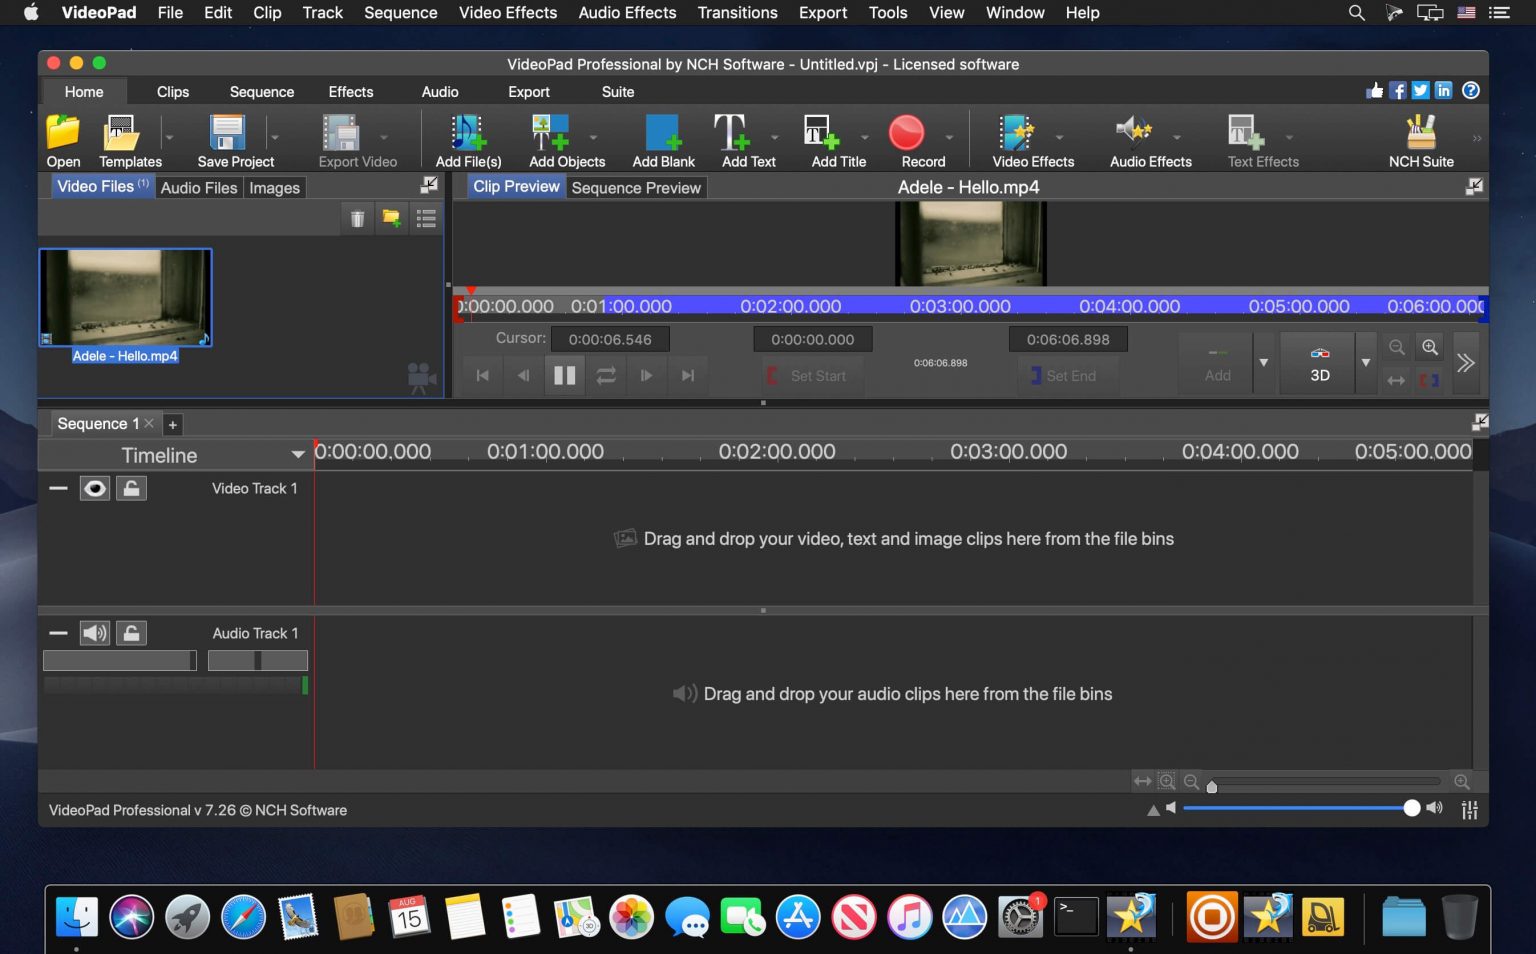 VideoPad File Edit Clip Track Sequence Video Effects Audio Effects Transitions Export Tools View Window Help
VideoPad Professional by NCH Software - Untitled.vpj - Licensed software
Home Clips Sequence Effects Audio Export Suite
Open Templates Save Project Export Video Add File(s) Add Objects Add Blank Add Text Add Title Record Video Effects Audio Effects Text Effects NCH Suite
Video Files (1) Audio Files Images
Clip Preview Sequence Preview Adele - Hello.mp4
0:00:00.000 0:01:00.000 0:02:00.000 0:03:00.000 0:04:00.000 0:05:00.000 0:06:00.000
Cursor: 0:00:06.546 0:00:00.000 0:06:06.898
Adele - Hello.mp4
0:06:06.898
Set Start Set End Add 3D
Sequence 1
Timeline 0:00:00.000 0:01:00.000 0:02:00.000 0:03:00.000 0:04:00.000 0:05:00.000
Video Track 1
Drag and drop your video, text and image clips here from the file bins
Audio Track 1
Drag and drop your audio clips here from the file bins
VideoPad Professional v 7.26 © NCH Software
AUG
15
1
3D
>_